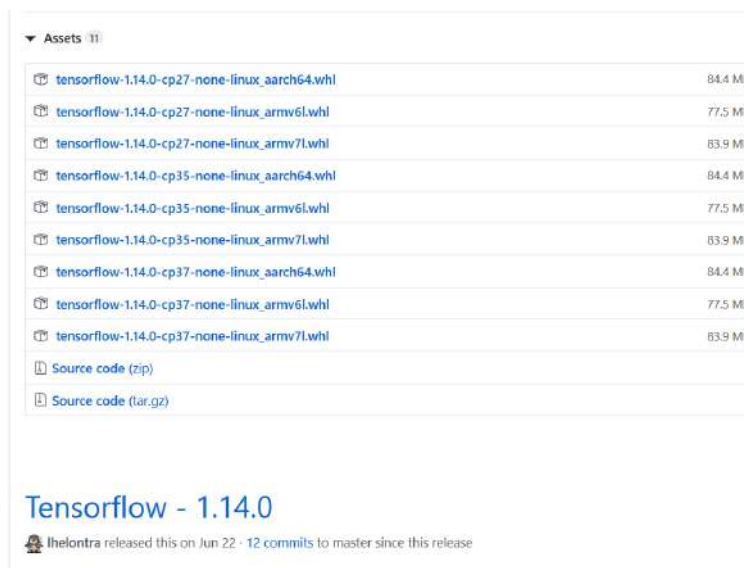 Assets 11
tensorflow-1.14.0-cp27-none-linux_aarch64.whl 84.4 M
tensorflow-1.14.0-cp27-none-linux_armv6l.whl 77.5 M
tensorflow-1.14.0-cp27-none-linux_armv7l.whl 83.9 M
tensorflow-1.14.0-cp35-none-linux_aarch64.whl 84.4 M
tensorflow-1.14.0-cp35-none-linux_armv6l.whl 77.5 M
tensorflow-1.14.0-cp35-none-linux_armv7l.whl 83.9 M
tensorflow-1.14.0-cp37-none-linux_aarch64.whl 84.4 M
tensorflow-1.14.0-cp37-none-linux_armv6l.whl 77.5 M
tensorflow-1.14.0-cp37-none-linux_armv7l.whl 83.9 M
Source code (zip)
Source code (tar.gz)
Tensorflow - 1.14.0
lhelontra released this on Jun 22 · 12 commits to master since this release